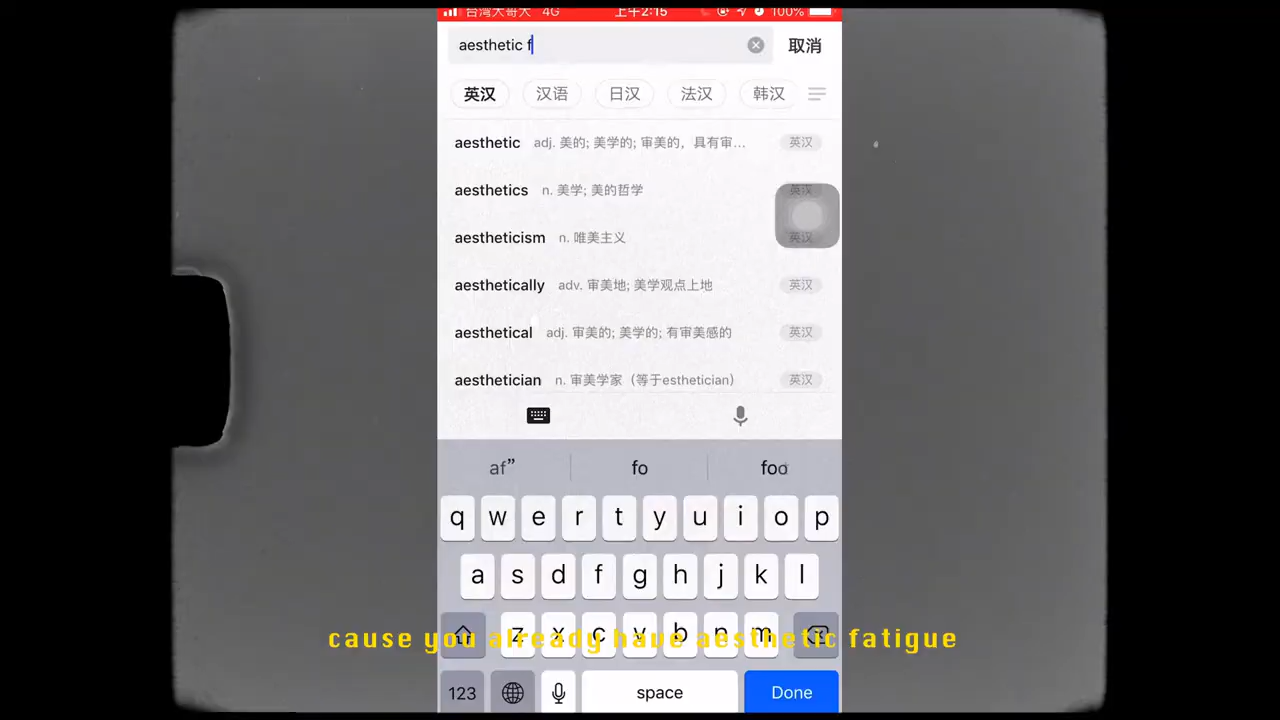 台湾大哥大 4G 上午2:15 100%
aesthetic f 取消
英汉 汉语 日汉 法汉 韩汉
aesthetic adj. 美的; 美学的; 审美的，具有审... 英汉
aesthetics n. 美学; 美的哲学 英汉
aestheticism n. 唯美主义 英汉
aesthetically adv. 审美地; 美学观点上地 英汉
aesthetical adj. 审美的; 美学的; 有审美感的 英汉
aesthetician n. 审美学家（等于esthetician） 英汉
af” fo foo
q w e r t y u i o p
a s d f g h j k l
z x c v b n m
cause you already have aesthetic fatigue
123 space Done